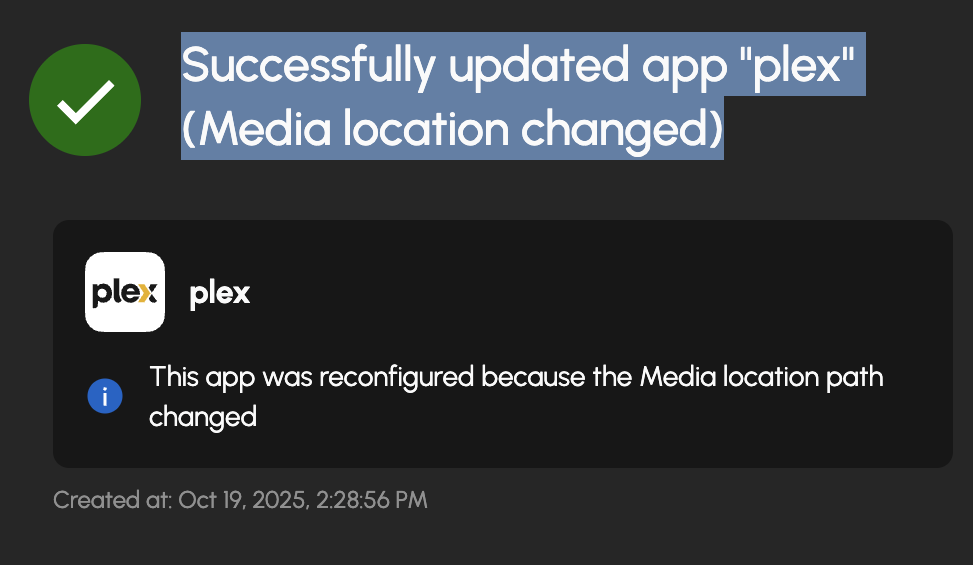 Successfully updated app "plex"
(Media location changed)
plex
plex
This app was reconfigured because the Media location path
changed
Created at: Oct 19, 2025, 2:28:56 PM